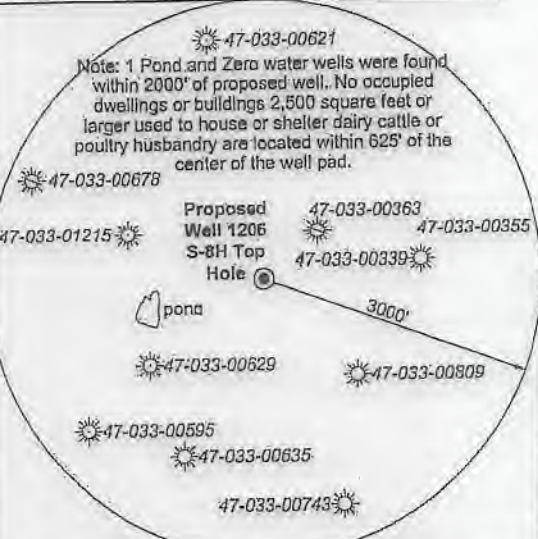 47-033-00621
Note: 1 Pond and Zero water wells were found
within 2000' of proposed well. No occupied
dwellings or buildings 2,500 square feet or
larger used to house or shelter dairy cattle or
poultry husbandry are located within 625' of the
center of the well pad.
47-033-00678
Proposed
Well 1206
S-8H Top
Hole
47-033-00363
47-033-00355
47-033-01215
47-033-00339
3000'
pond
47-033-00629
47-033-00809
47-033-00595
47-033-00635
47-033-00743